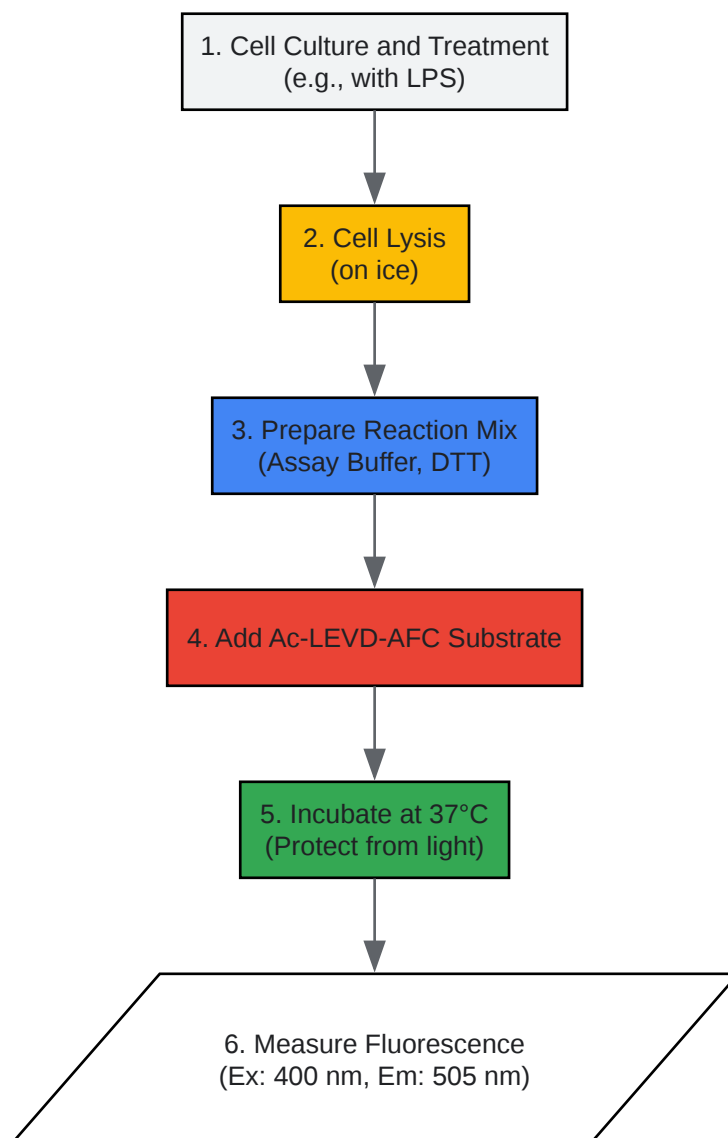 1. Cell Culture and Treatment
(e.g., with LPS)
2. Cell Lysis
(on ice)
3. Prepare Reaction Mix
(Assay Buffer, DTT)
4. Add Ac-LEVD-AFC Substrate
5. Incubate at 37°C
(Protect from light)
6. Measure Fluorescence
(Ex: 400 nm, Em: 505 nm)